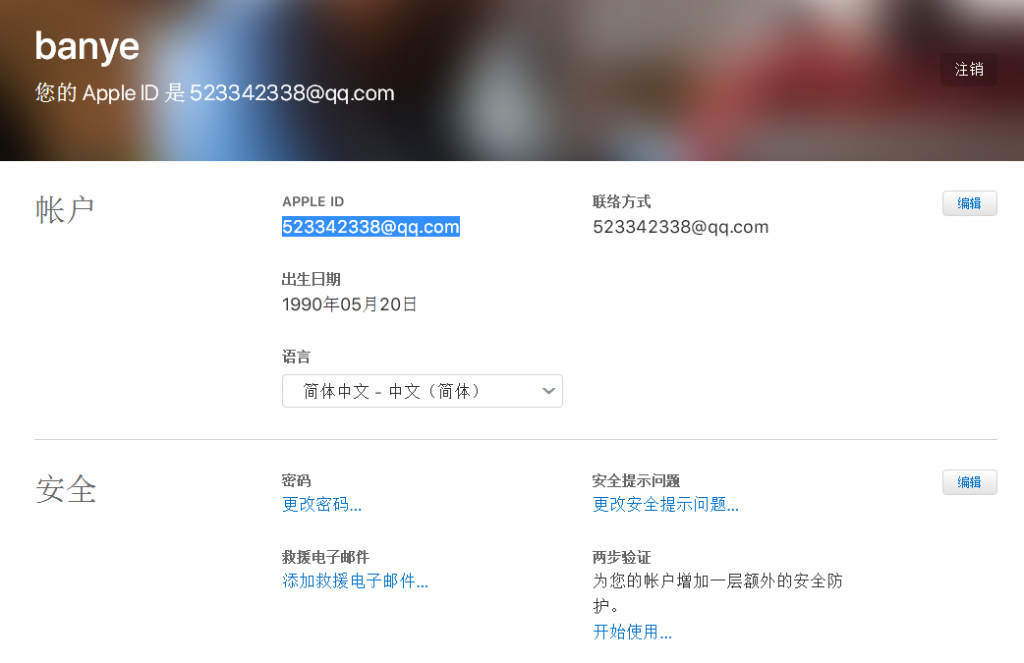 banye
您的 Apple ID 是 523342338@qq.com
注销
帐户
APPLE ID
523342338@qq.com
联络方式
523342338@qq.com
编辑
出生日期
1990年05月20日
语言
简体中文 - 中文（简体）
安全
密码
更改密码...
安全提示问题
更改安全提示问题...
编辑
救援电子邮件
添加救援电子邮件...
两步验证
为您的帐户增加一层额外的安全防
护。
开始使用...